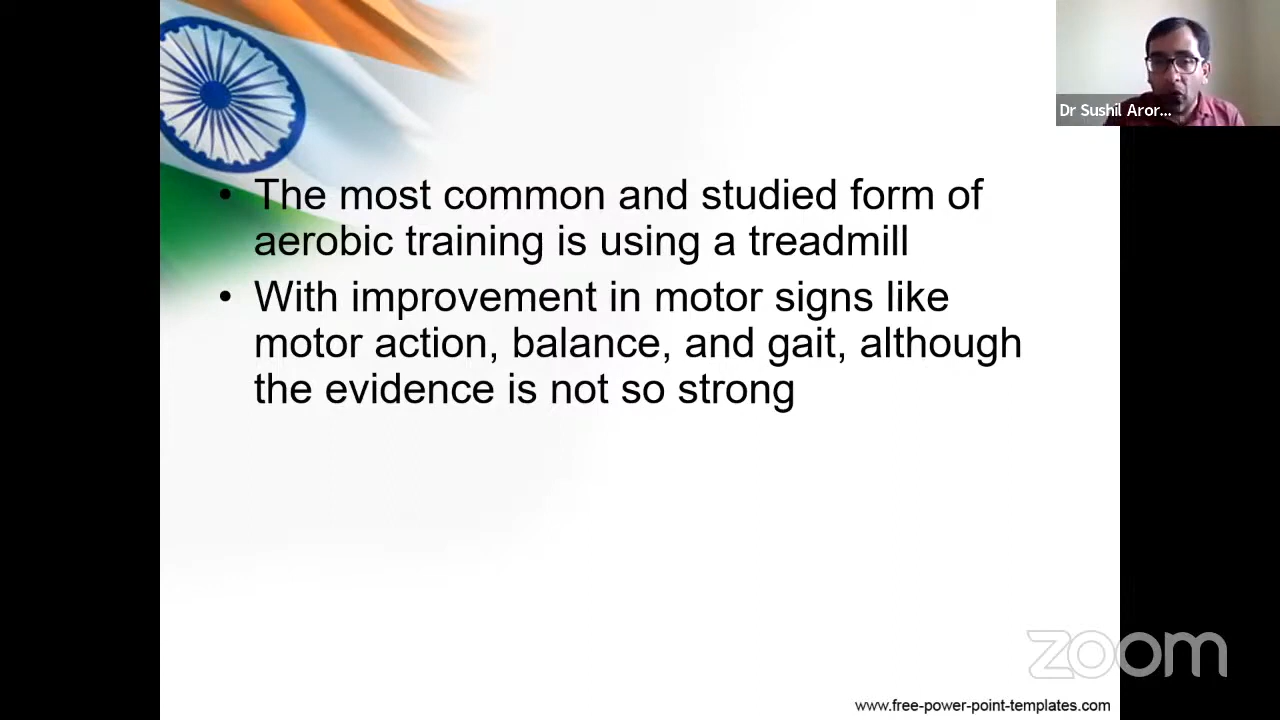 Dr Sushil Aror...
• The most common and studied form of
aerobic training is using a treadmill
• With improvement in motor signs like
motor action, balance, and gait, although
the evidence is not so strong
zoom
www.free-power-point-templates.com